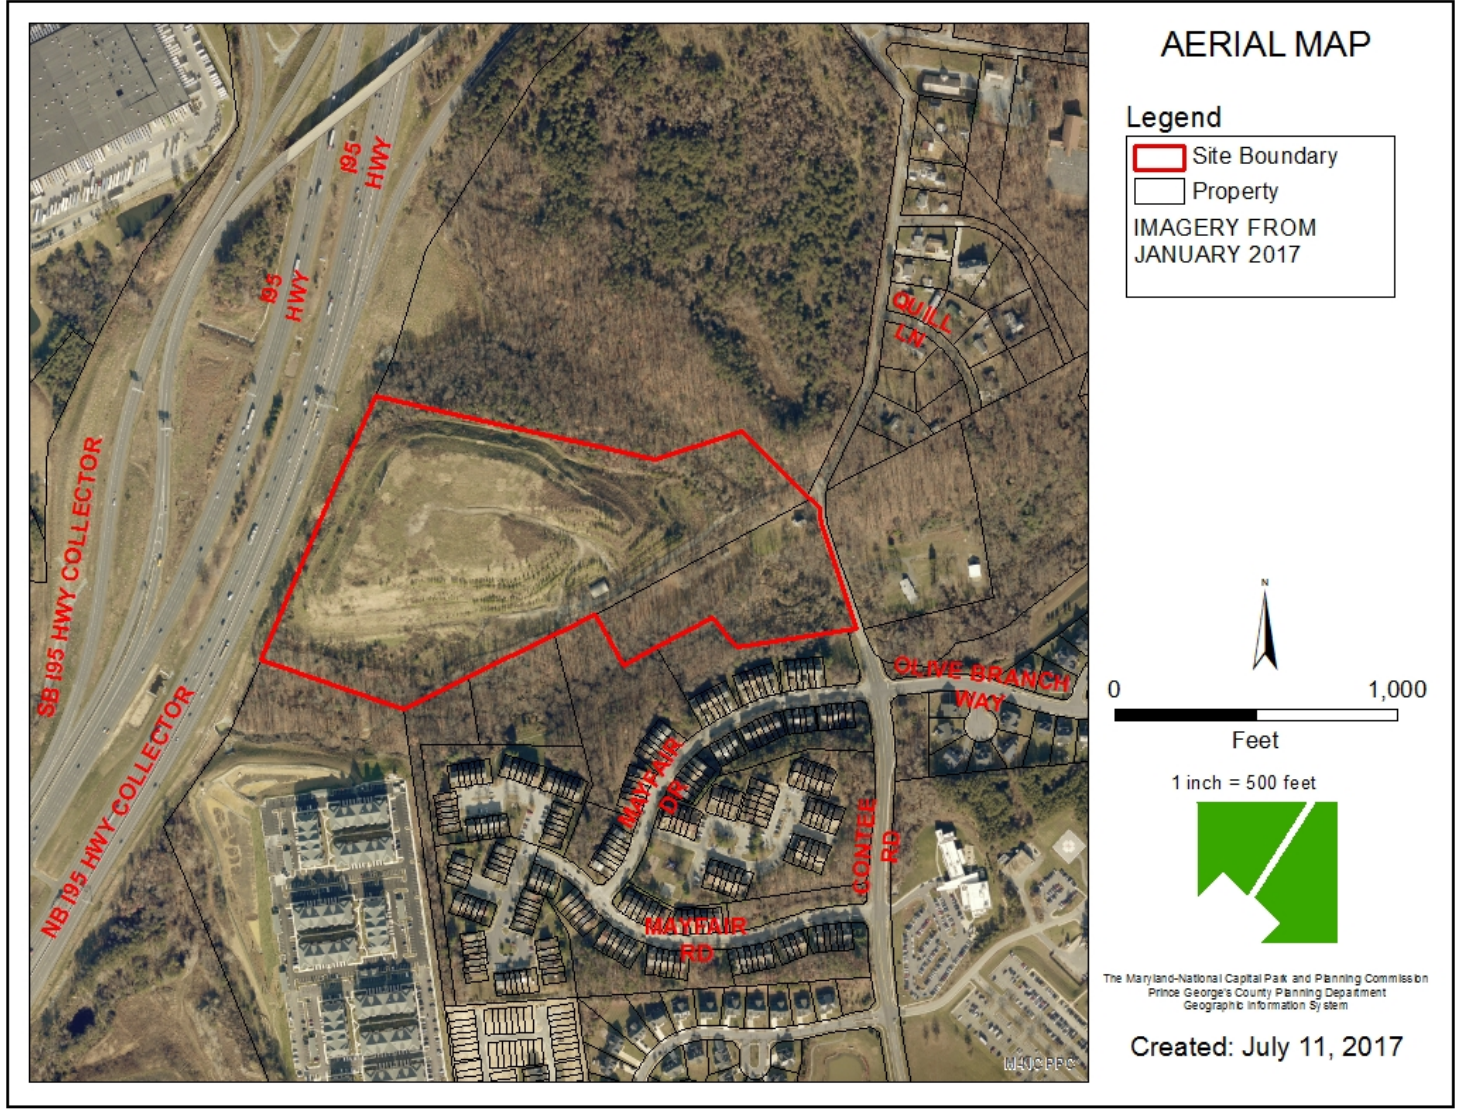 AERIAL MAP
Legend
Site Boundary
Property
IMAGERY FROM
JANUARY 2017
I95
HWY
I95
HWY
QUILL
LN
SB I95 HWY COLLECTOR
NB I95 HWY COLLECTOR
OLIVE BRANCH
WAY
MAYFAIR
DR
CONTEE
RD
MAYFAIR
RD
N
0 1,000
Feet
1 inch = 500 feet
The Maryland-National Capital Park and Planning Commission
Prince George's County Planning Department
Geographic Information System
Created: July 11, 2017
M-NCPPC